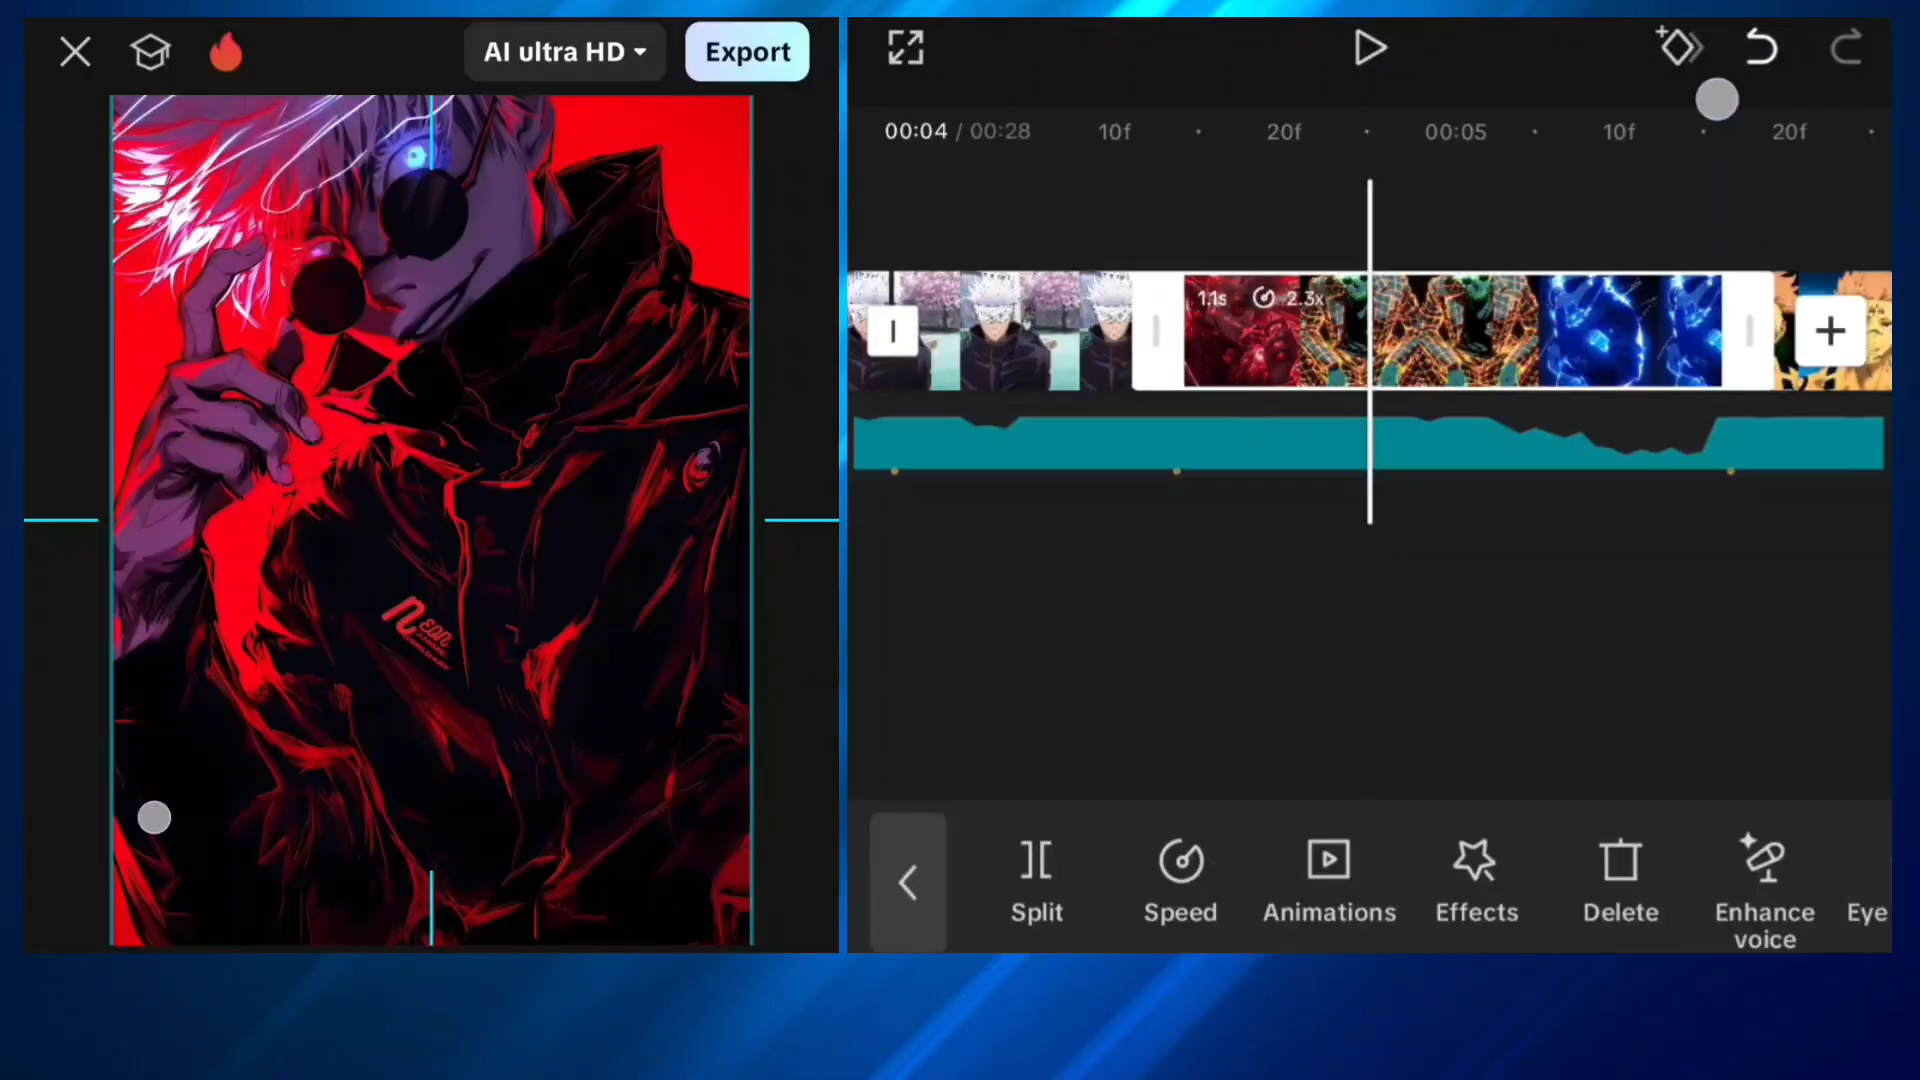 AI ultra HD
Export
00:04 / 00:28
10f
20f
00:05
10f
20f
1.1s
2.3x
neon
Split
Speed
Animations
Effects
Delete
Enhance
voice
Eye